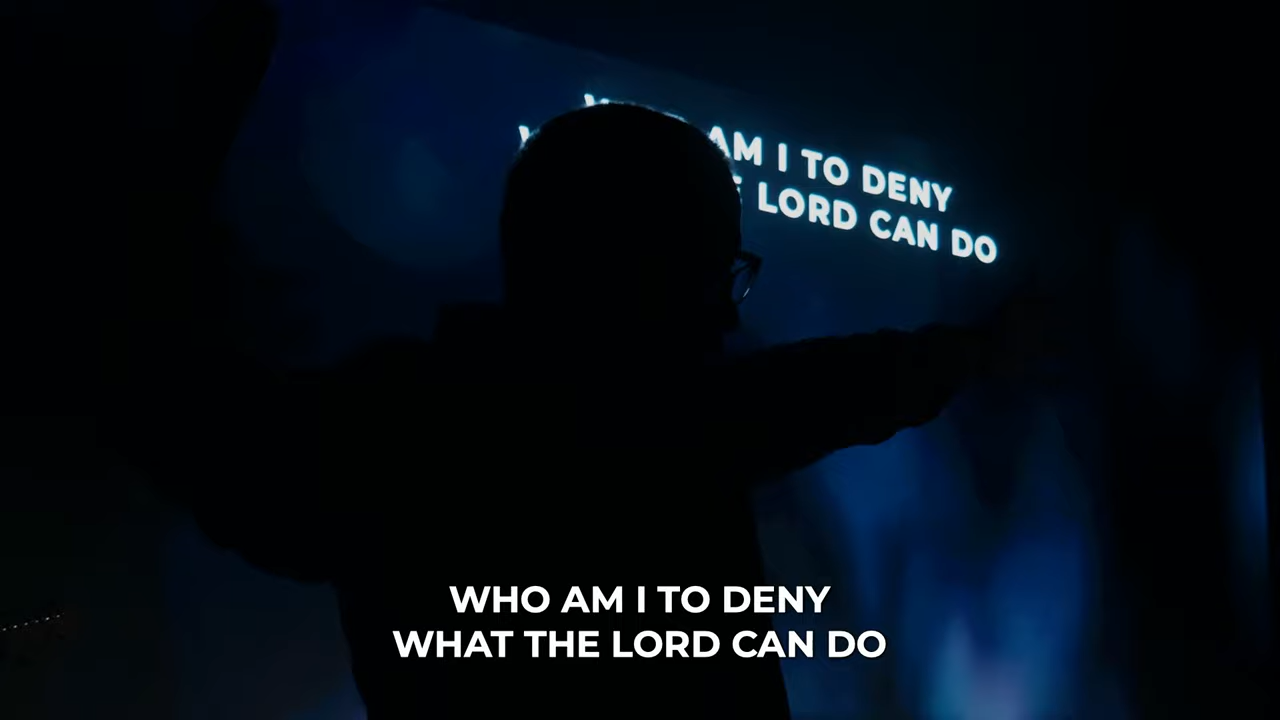 AM I TO DENY
LORD CAN DO
WHO AM I TO DENY
WHAT THE LORD CAN DO